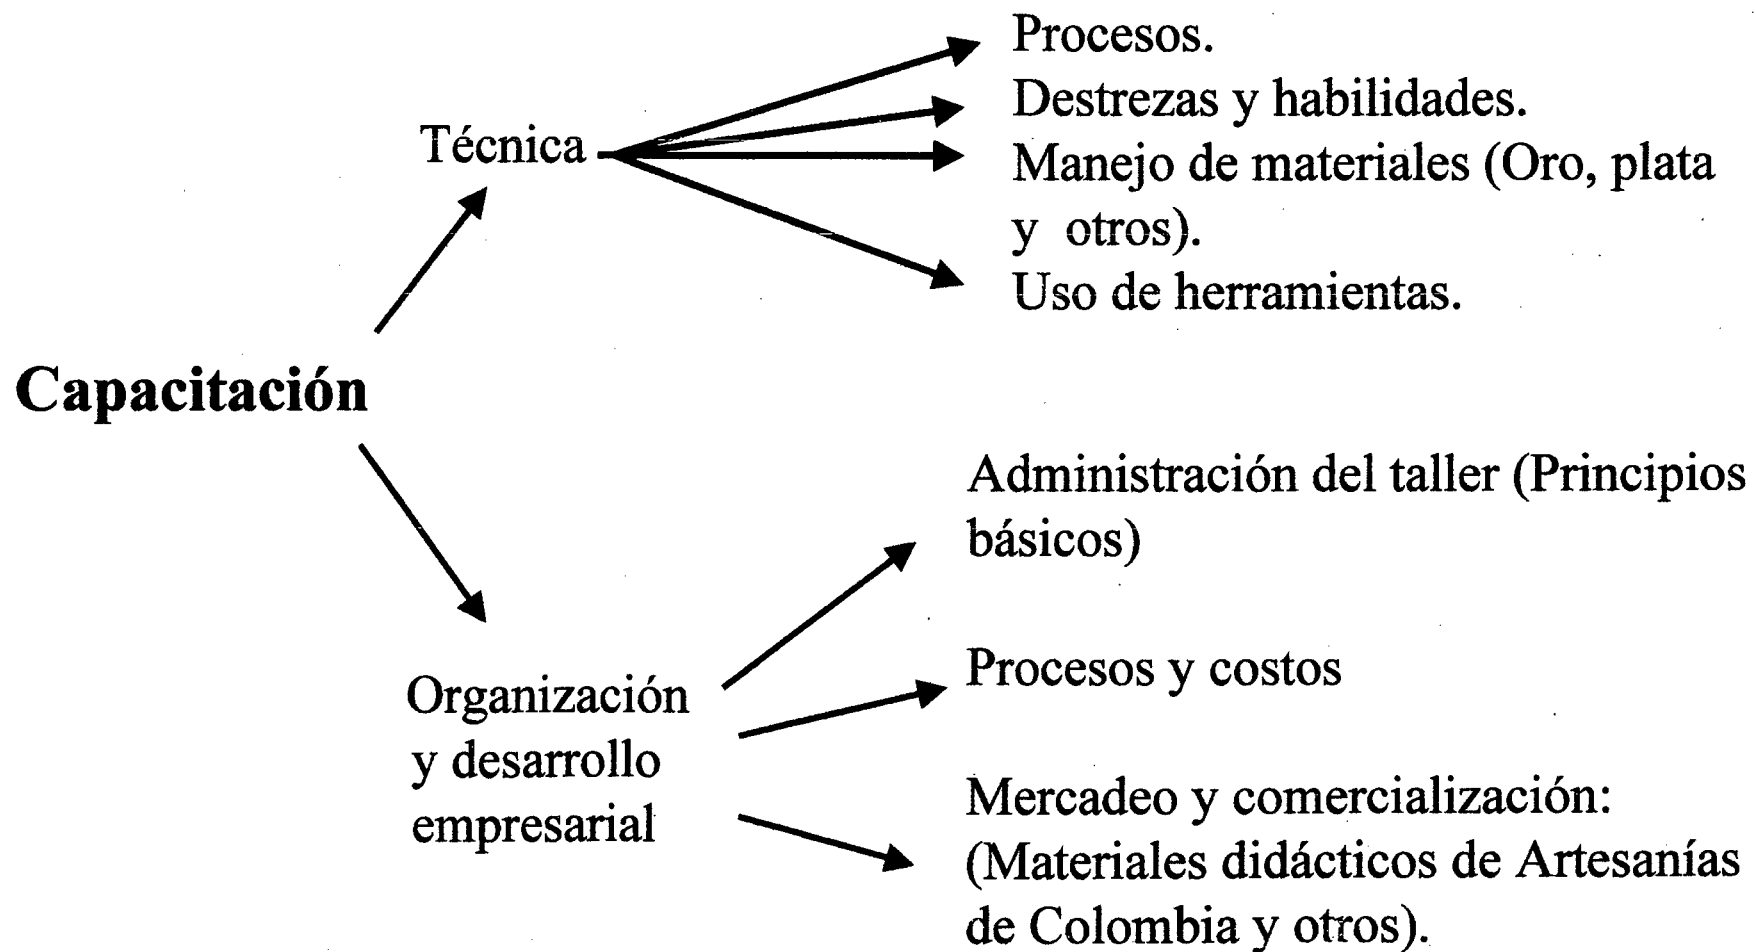 Procesos.
Destrezas y habilidades.
Técnica
Manejo de materiales (Oro, plata
y otros).
Uso de herramientas.
Capacitación
Administración del taller (Principios
básicos)
Procesos y costos
Organización
y desarrollo
empresarial
Mercadeo y comercialización:
(Materiales didácticos de Artesanías
de Colombia y otros).